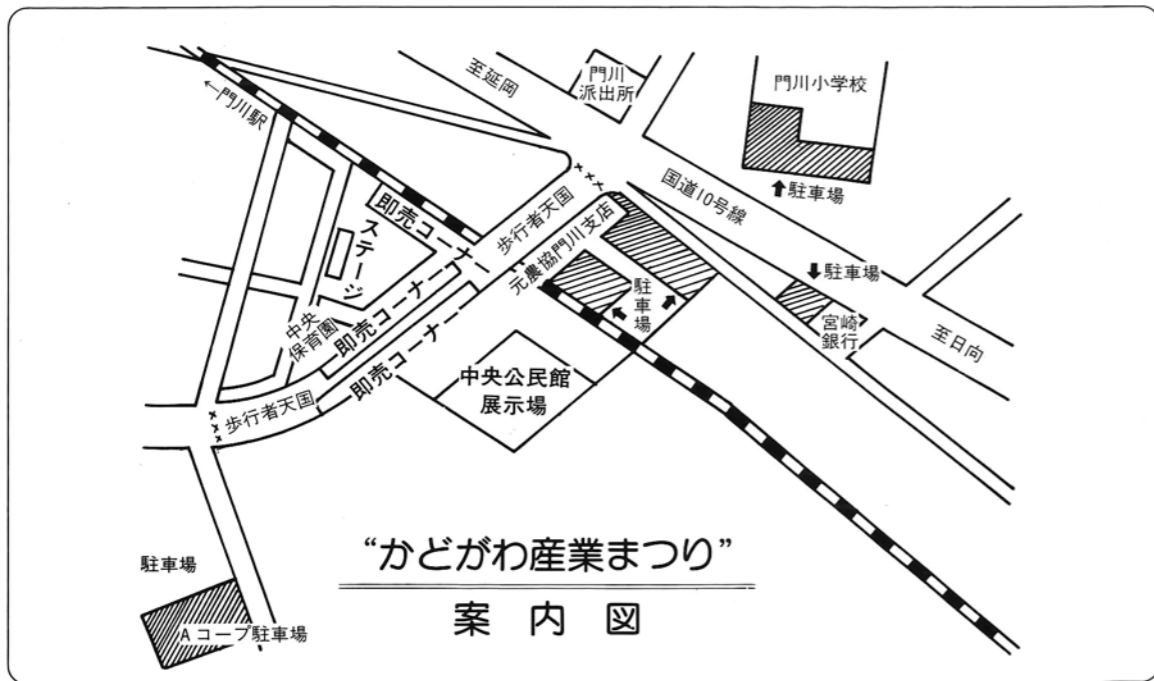 至延岡
門川
派出所
門川小学校
←門川駅
国道10号線
駐車場
即売コーナー
ステージ
歩行者天国
元農協門川支店
駐車場
駐車場
宮崎
銀行
至日向
中央
保育園
即売コーナー
即売コーナー
中央公民館
展示場
歩行者天国
“かどがわ産業まつり”
案内図
駐車場
Aコープ駐車場